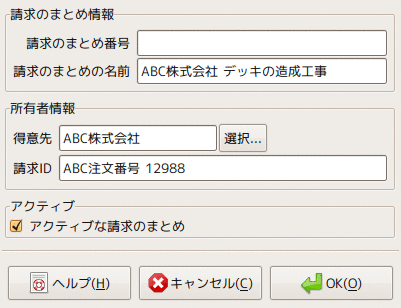 請求のまとめ情報
請求のまとめ番号
請求のまとめの名前 ABC株式会社 デッキの造成工事
所有者情報
得意先 ABC株式会社 選択...
請求ID ABC注文番号 12988
アクティブ
アクティブな請求のまとめ
ヘルプ(H) キャンセル(C) OK(O)